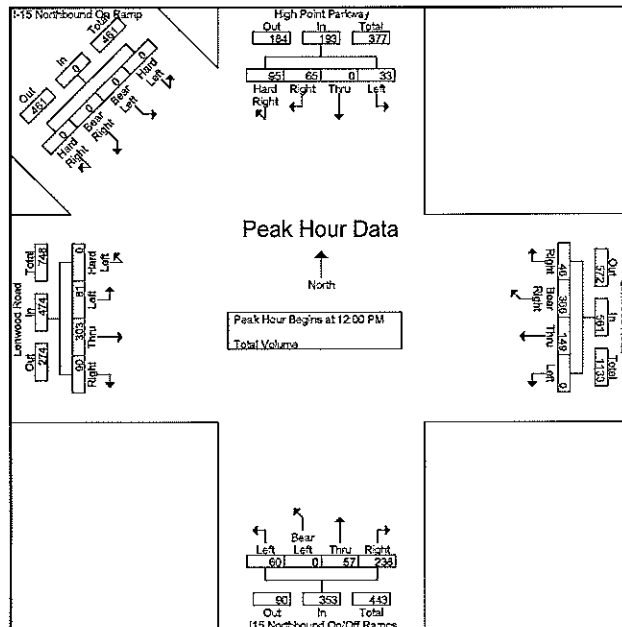 I-15 Northbound On Ramp
Out In Total
461 0 461
0 0 0 0
Hard Right
Bear Right
Bear Left
Hard Left
High Point Parkway
Out In Total
184 193 377
95 65 0 33
Hard Right
Right Thru Left
Lenwood Road
Out In Total
274 474 748
90 303 81 0
Right Thru Left Hard Left
Peak Hour Data
North
Peak Hour Begins at 12:00 PM
Total Volume
Out In Total
572 561 1133
46 366 149 0
Right Bear Right Thru Left
Left Bear Left Thru Right
60 0 57 236
90 353 443
Out In Total
I15 Northbound On/Off Ramps